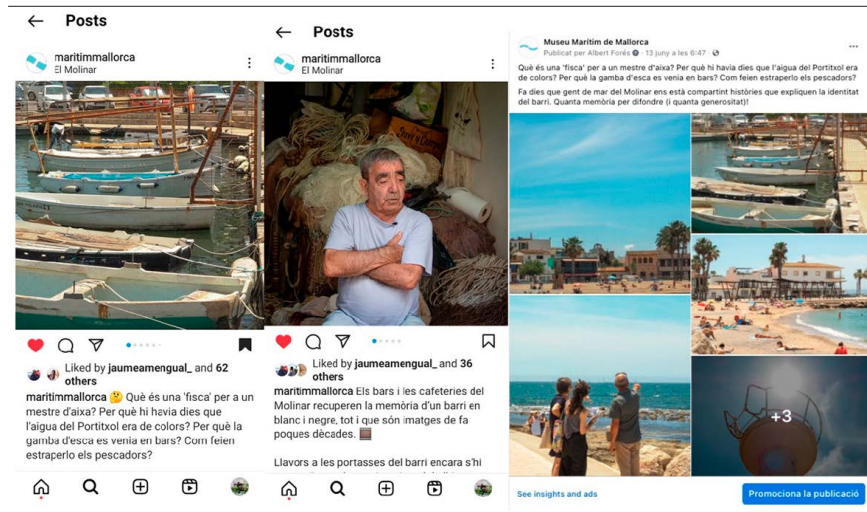 Posts
maritimmallorca
El Molinar
Liked by jaumeamengual_ and 62
others
maritimmallorca 🤔 Què és una 'fisca' per a un
mestre d'aixa? Per què hi havia dies que
l'aigua del Portitxol era de colors? Per què la
gamba d'esca es venia en bars? Com feien
estraperlo els pescadors?
Posts
maritimmallorca
El Molinar
Liked by jaumeamengual_ and 36
others
maritimmallorca Els bars i les cafeteries del
Molinar recuperen la memòria d'un barri en
blanc i negre, tot i que són imatges de fa
poques dècades.
Llavors a les portasses del barri encara s'hi
Museu Marítim de Mallorca
Publicat per Albert Forés · 13 juny a les 6:47 ·
Què és una 'fisca' per a un mestre d'aixa? Per què hi havia dies que l'aigua del Portitxol era
de colors? Per què la gamba d'esca es venia en bars? Com feien estraperlo els pescadors?
Fa dies que gent de mar del Molinar ens està compartint històries que expliquen la identitat
del barri. Quanta memòria per difondre (i quanta generositat)!
+3
See insights and ads
Promociona la publicació